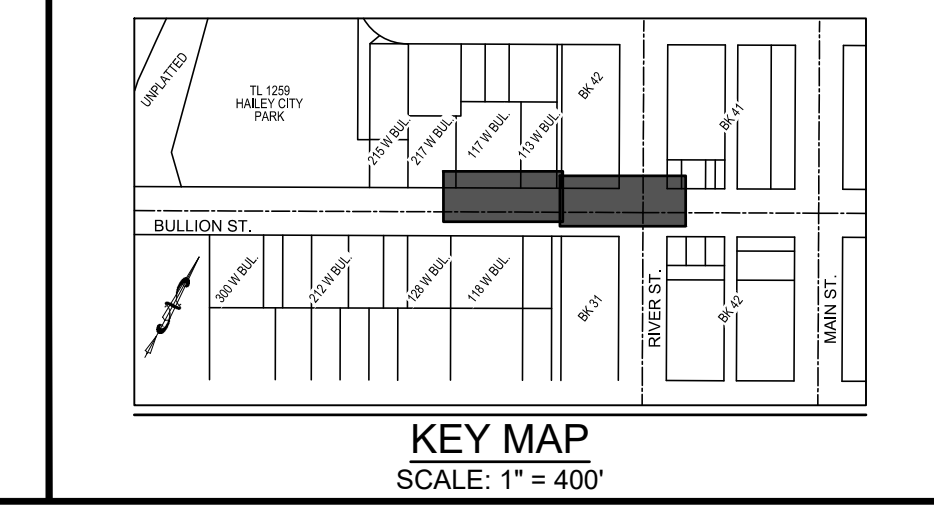 UNPLATTED
TL 1259
HAILEY CITY
PARK
215 W BUL.
217 W BUL.
117 W BUL.
113 W BUL.
BK 42
BK 41
BULLION ST.
300 W BUL.
212 W BUL.
128 W BUL.
118 W BUL.
BK 31
RIVER ST.
BK 42
MAIN ST.
KEY MAP
SCALE: 1" = 400'